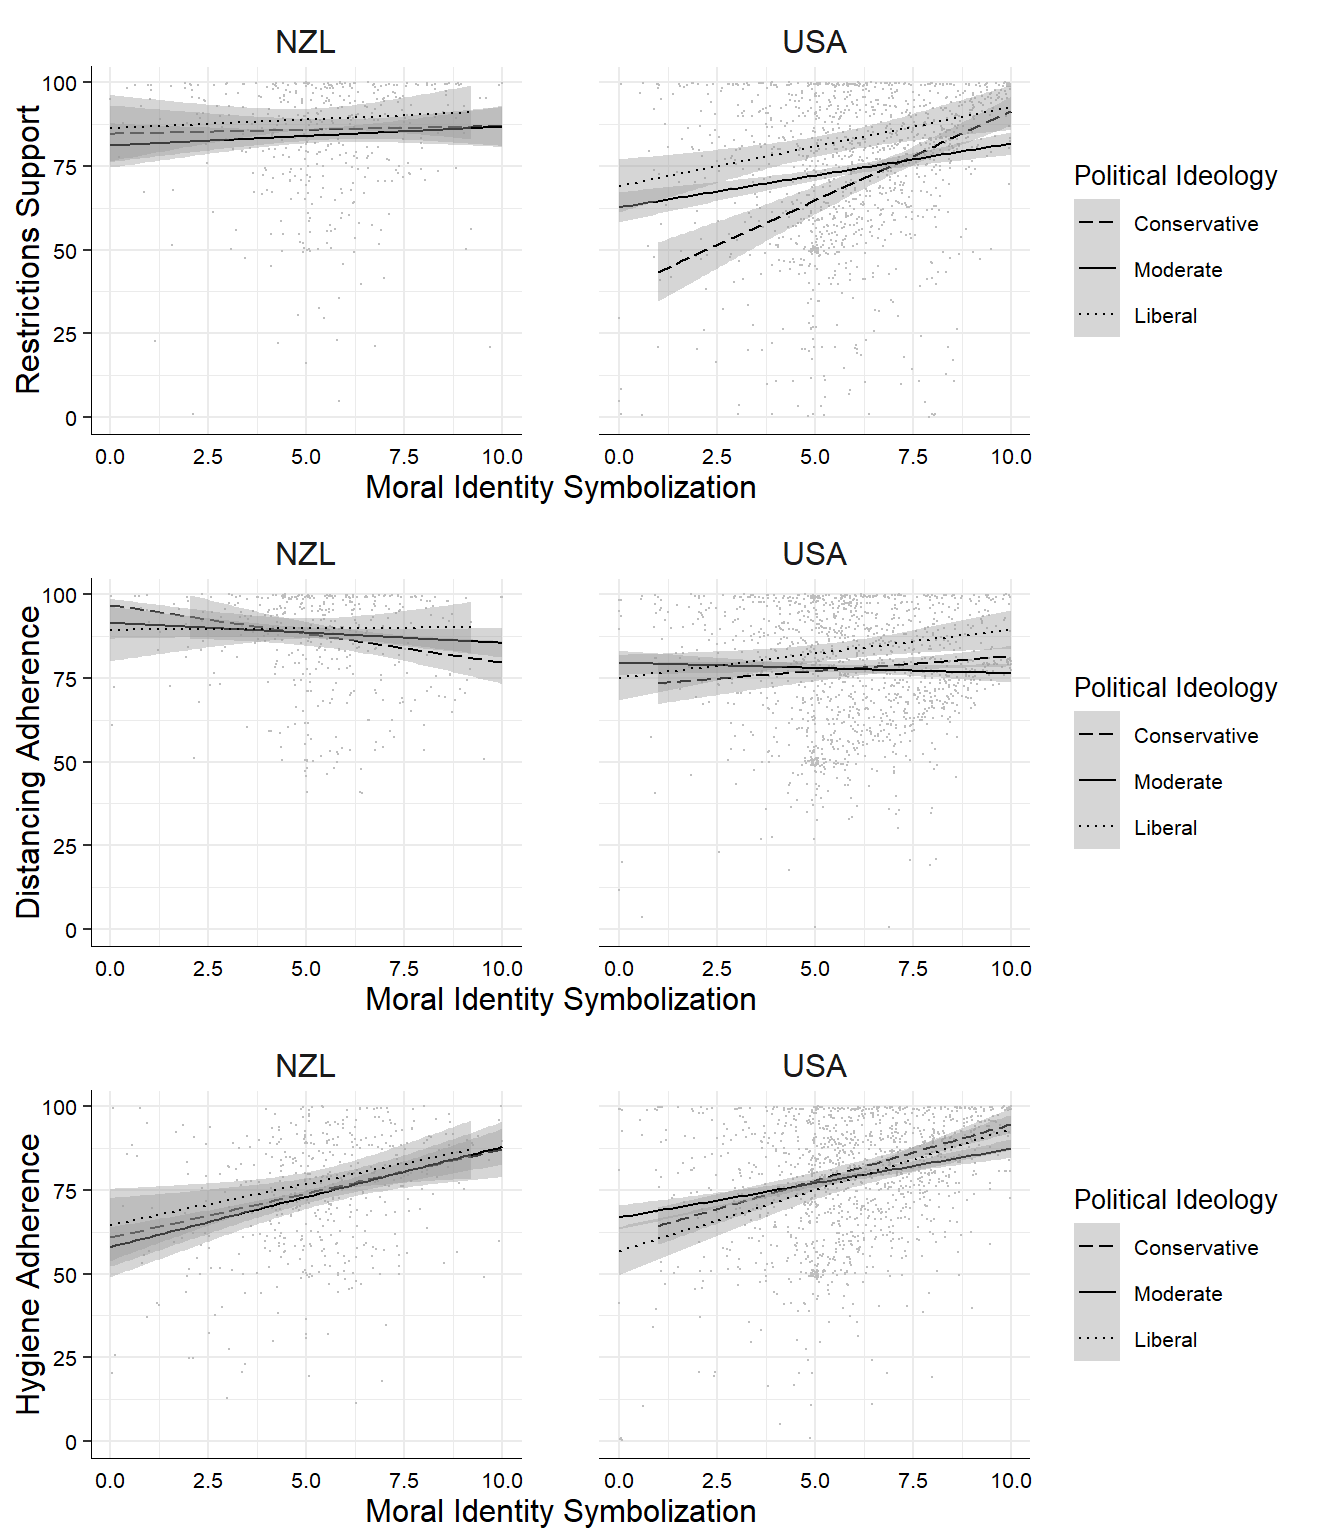 NZL USA
Restrictions Support
100
75
50
25
0
0.0 2.5 5.0 7.5 10.0 0.0 2.5 5.0 7.5 10.0
Moral Identity Symbolization
Political Ideology
Conservative
Moderate
Liberal
NZL USA
Distancing Adherence
100
75
50
25
0
0.0 2.5 5.0 7.5 10.0 0.0 2.5 5.0 7.5 10.0
Moral Identity Symbolization
Political Ideology
Conservative
Moderate
Liberal
NZL USA
Hygiene Adherence
100
75
50
25
0
0.0 2.5 5.0 7.5 10.0 0.0 2.5 5.0 7.5 10.0
Moral Identity Symbolization
Political Ideology
Conservative
Moderate
Liberal